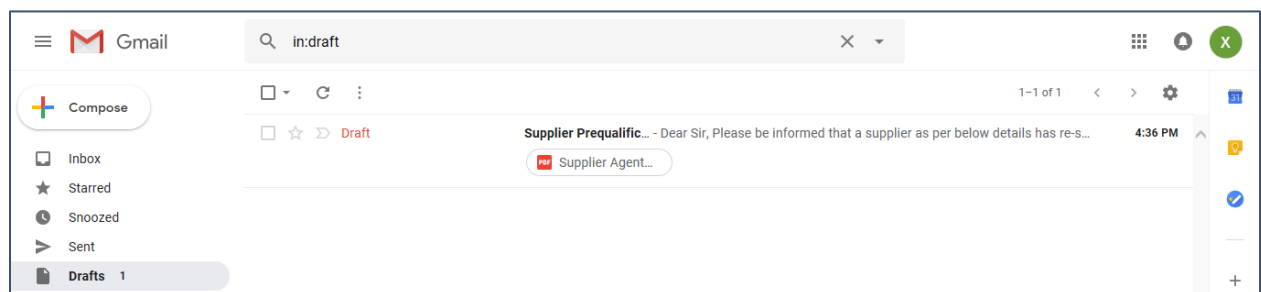 Gmail
in:draft
X
Compose
1–1 of 1
31
Draft
Supplier Prequalific... - Dear Sir, Please be informed that a supplier as per below details has re-s...
4:36 PM
PDF
Supplier Agent...
Inbox
Starred
Snoozed
Sent
Drafts 1